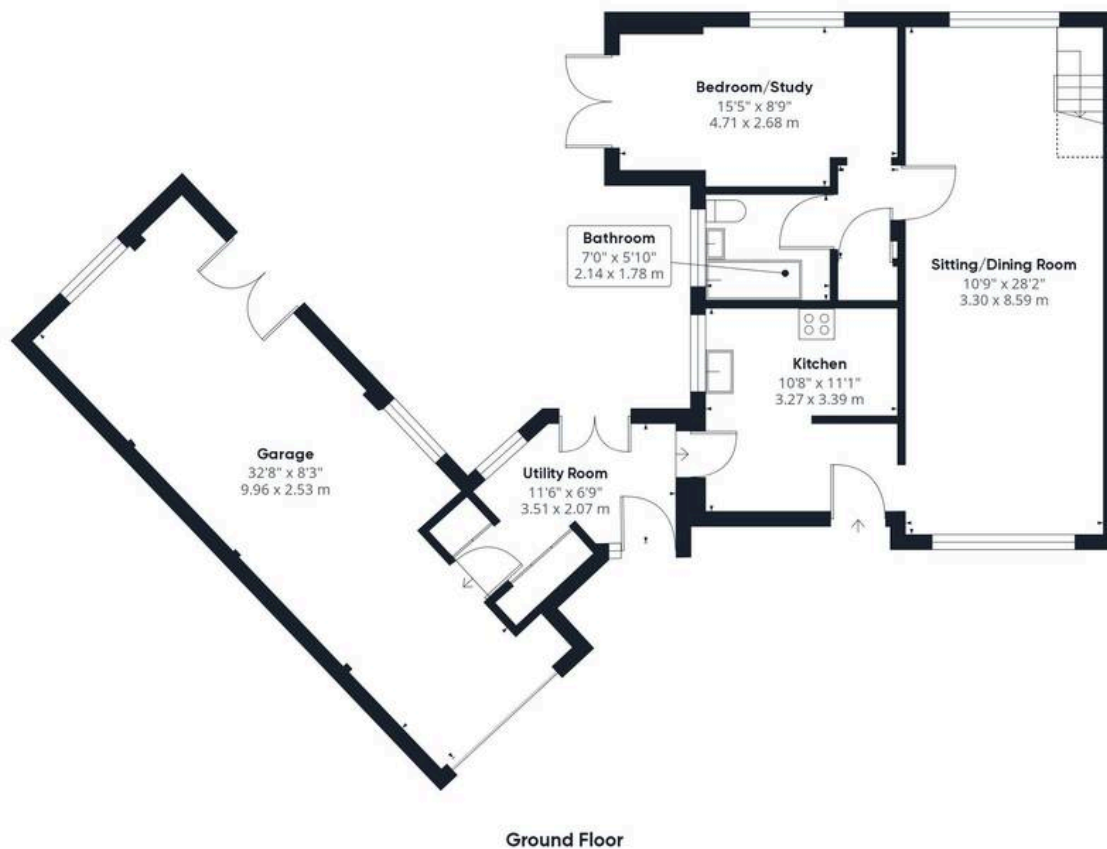 Bedroom/Study
15'5" x 8'9"
4.71 x 2.68 m
Bathroom
7'0" x 5'10"
2.14 x 1.78 m
Sitting/Dining Room
10'9" x 28'2"
3.30 x 8.59 m
Kitchen
10'8" x 11'1"
3.27 x 3.39 m
Garage
32'8" x 8'3"
9.96 x 2.53 m
Utility Room
11'6" x 6'9"
3.51 x 2.07 m
Ground Floor